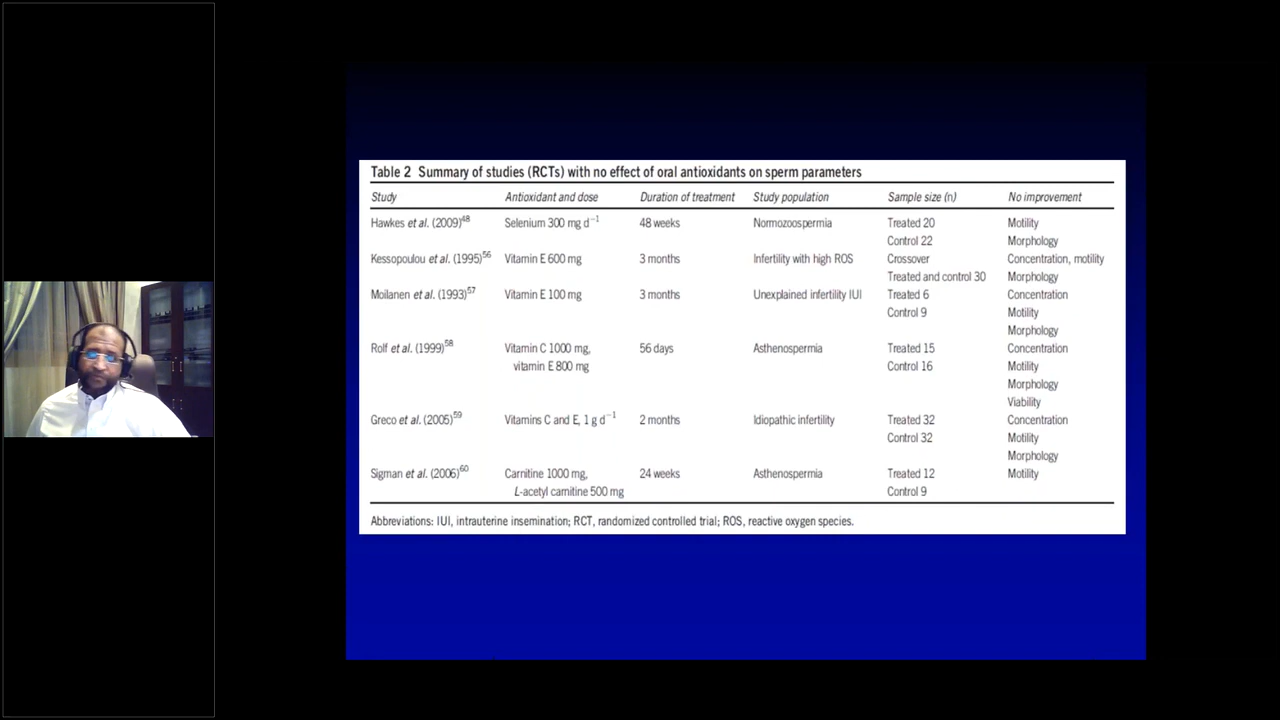 Table 2 Summary of studies (RCTs) with no effect of oral antioxidants on sperm parameters
Study Antioxidant and dose Duration of treatment Study population Sample size (n) No improvement
Hawkes et al. (2009)48 Selenium 300 mg d−1 48 weeks Normozoospermia Treated 20 Motility
Control 22 Morphology
Kessopoulou et al. (1995)56 Vitamin E 600 mg 3 months Infertility with high ROS Crossover Concentration, motility
Treated and control 30 Morphology
Moilanen et al. (1993)57 Vitamin E 100 mg 3 months Unexplained infertility IUI Treated 6 Concentration
Control 9 Motility
Morphology
Rolf et al. (1999)58 Vitamin C 1000 mg, 56 days Asthenospermia Treated 15 Concentration
vitamin E 800 mg Control 16 Motility
Morphology
Viability
Greco et al. (2005)59 Vitamins C and E, 1 g d−1 2 months Idiopathic infertility Treated 32 Concentration
Control 32 Motility
Morphology
Sigman et al. (2006)60 Carnitine 1000 mg, 24 weeks Asthenospermia Treated 12 Motility
L-acetyl carnitine 500 mg Control 9
Abbreviations: IUI, intrauterine insemination; RCT, randomized controlled trial; ROS, reactive oxygen species.